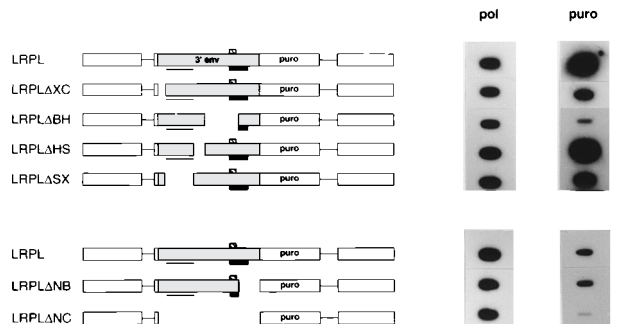 pol puro
LRPL 3' env puro
LRPLΔXC puro
LRPLΔBH puro
LRPLΔHS puro
LRPLΔSX puro
LRPL puro
LRPLΔNB puro
LRPLΔNC puro